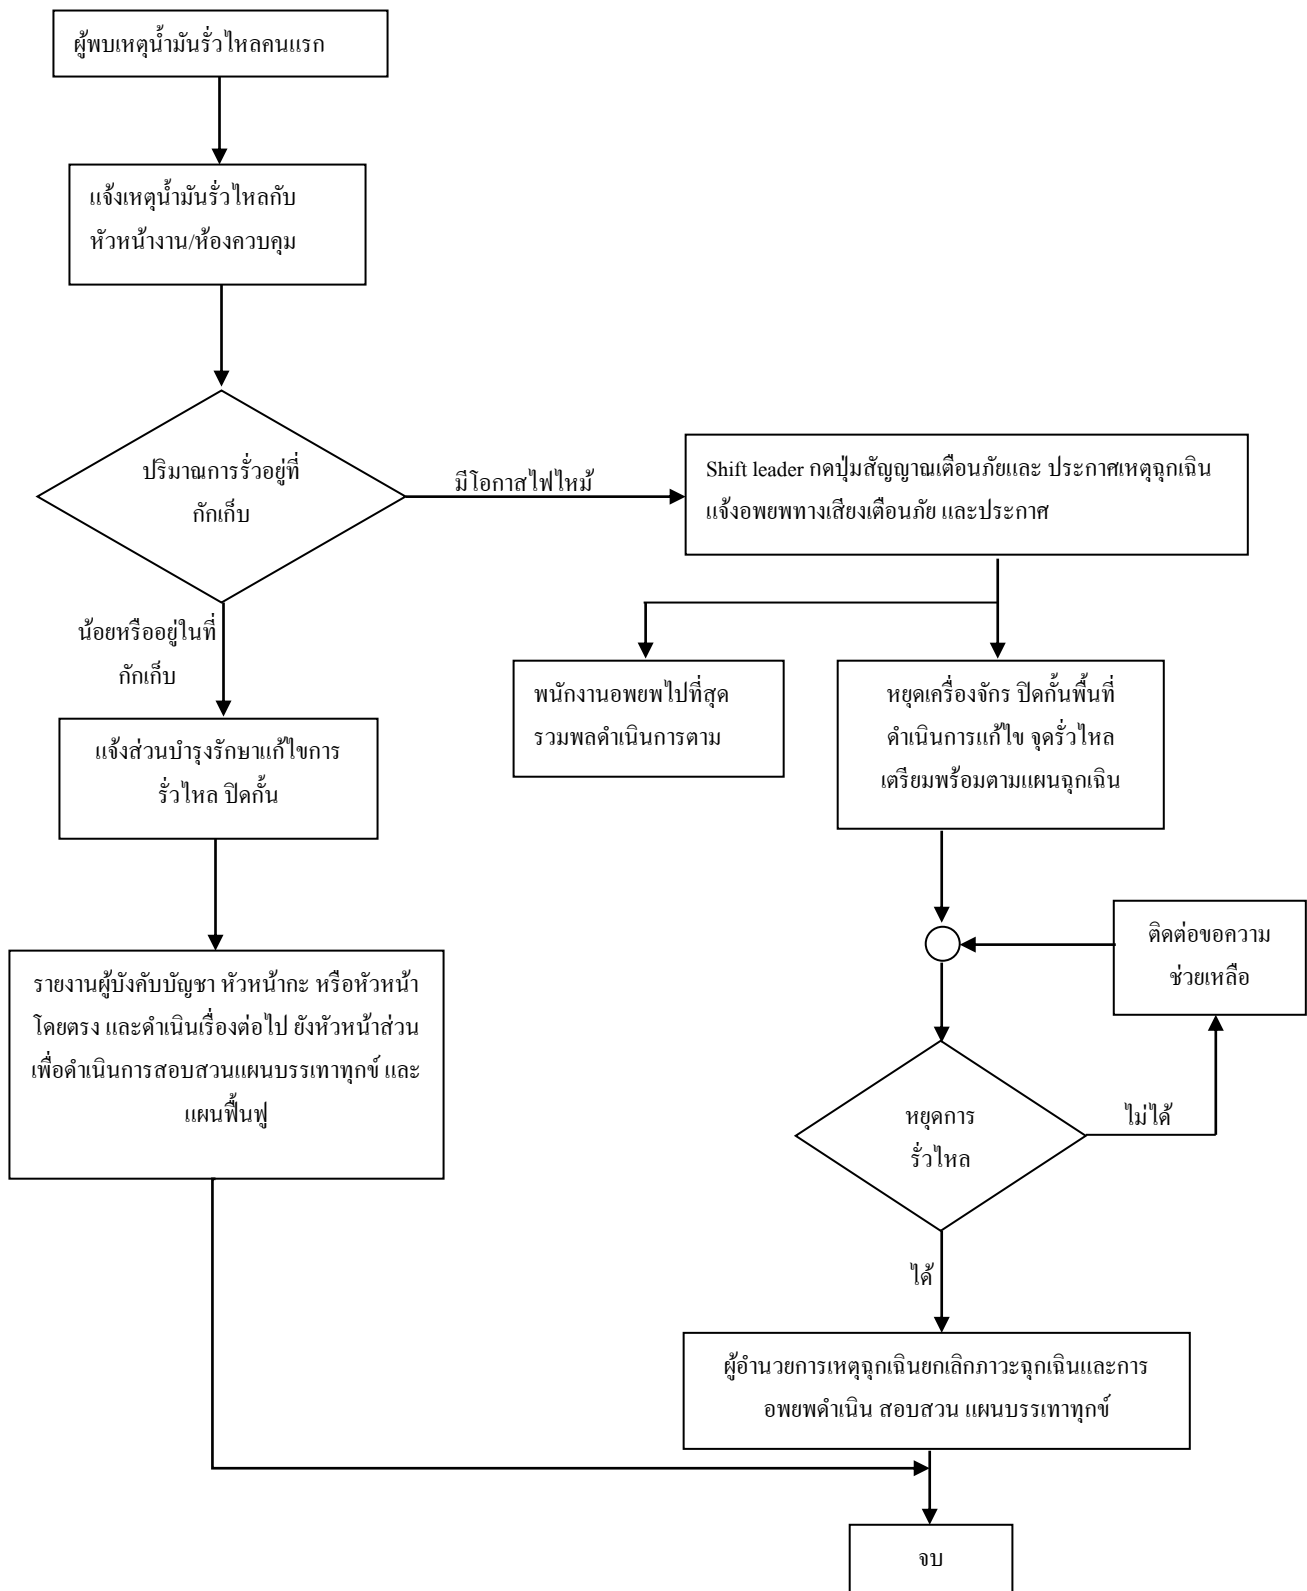 ผู้พบเหตุน้ำมันรั่วไหลคนแรก
แจ้งเหตุน้ำมันรั่วไหลกับ
หัวหน้างาน/ห้องควบคุม
ปริมาณการรั่วอยู่ที่
กักเก็บ
มีโอกาสไฟไหม้
Shift leader กดปุ่มสัญญาณเตือนภัยและ ประกาศเหตุฉุกเฉิน
แจ้งอพยพทางเสียงเตือนภัย และประกาศ
น้อยหรืออยู่ในที่
กักเก็บ
พนักงานอพยพไปที่สุด
รวมพลดำเนินการตาม
หยุดเครื่องจักร ปิดกั้นพื้นที่
ดำเนินการแก้ไข จุดรั่วไหล
เตรียมพร้อมตามแผนฉุกเฉิน
แจ้งส่วนบำรุงรักษาแก้ไขการ
รั่วไหล ปิดกั้น
ติดต่อขอความ
ช่วยเหลือ
รายงานผู้บังคับบัญชา หัวหน้ากะ หรือหัวหน้า
โดยตรง และดำเนินเรื่องต่อไป ยังหัวหน้าส่วน
เพื่อดำเนินการสอบสวนแผนบรรเทาทุกข์ และ
แผนฟื้นฟู
หยุดการ
รั่วไหล
ไม่ได้
ได้
ผู้อำนวยการเหตุฉุกเฉินยกเลิกภาวะฉุกเฉินและการ
อพยพดำเนิน สอบสวน แผนบรรเทาทุกข์
จบ